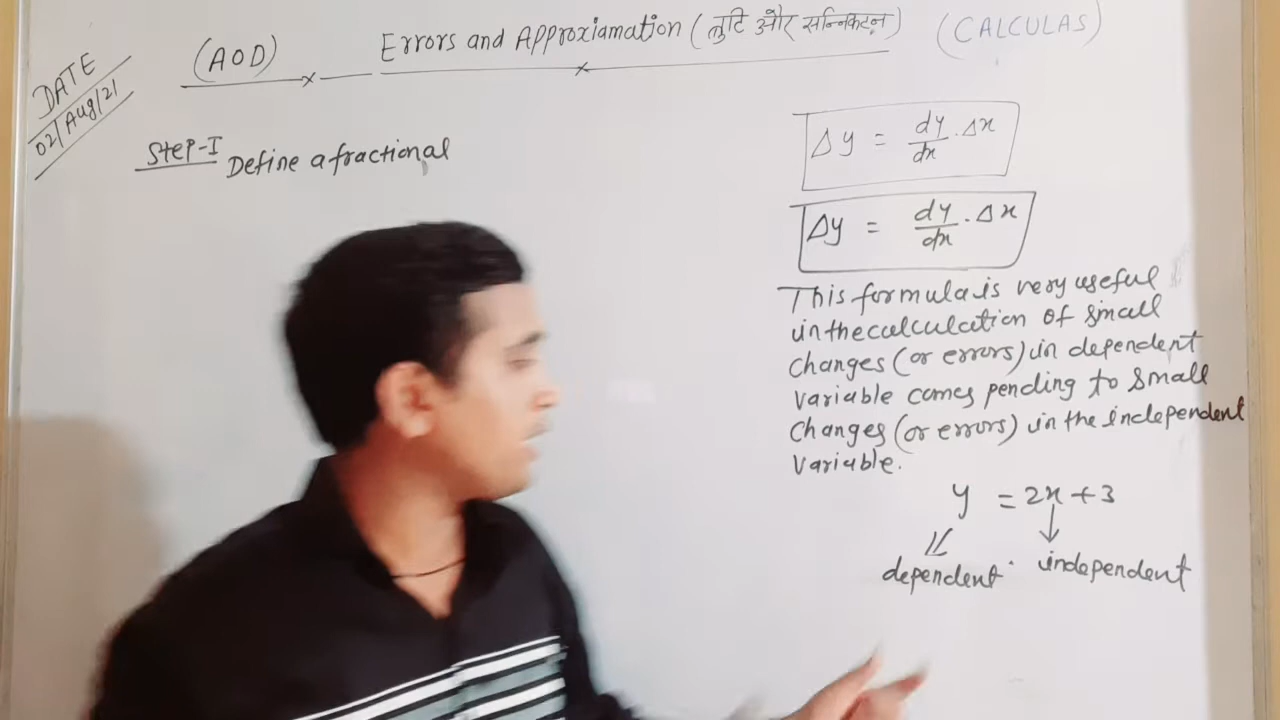 DATE
02/Aug/21
(AOD) Errors and Approxiamation (त्रुटि और सन्निकटन) (CALCULAS)
Step-I Define a fractional
Δy = dy/dx . Δx
Δy = dy/dx . Δx
This formula is very useful
in the calculation of small
changes (or errors) in dependent
variable comes pending to small
changes (or errors) in the independent
variable.
y = 2x + 3
dependent . independent